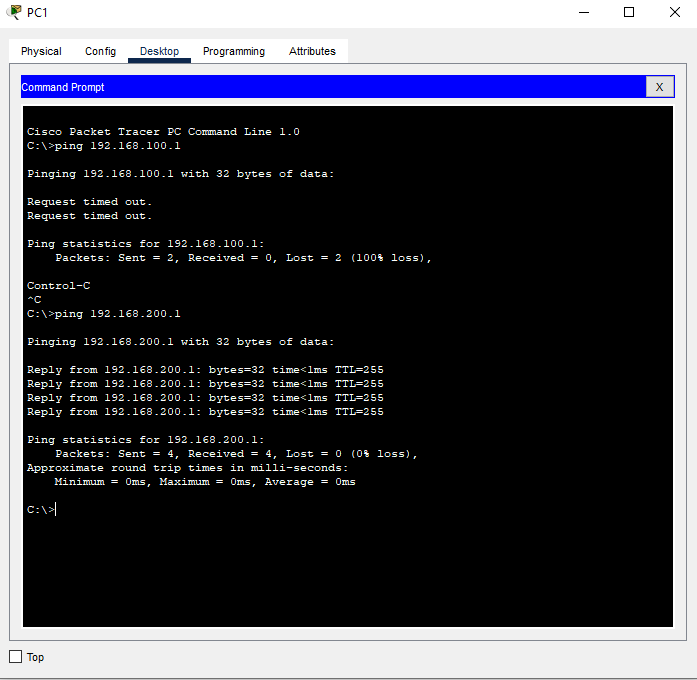 PC1
Physical Config Desktop Programming Attributes
Command Prompt
X
Cisco Packet Tracer PC Command Line 1.0
C:\>ping 192.168.100.1
Pinging 192.168.100.1 with 32 bytes of data:
Request timed out.
Request timed out.
Ping statistics for 192.168.100.1:
Packets: Sent = 2, Received = 0, Lost = 2 (100% loss),
Control-C
^C
C:\>ping 192.168.200.1
Pinging 192.168.200.1 with 32 bytes of data:
Reply from 192.168.200.1: bytes=32 time<1ms TTL=255
Reply from 192.168.200.1: bytes=32 time<1ms TTL=255
Reply from 192.168.200.1: bytes=32 time<1ms TTL=255
Reply from 192.168.200.1: bytes=32 time<1ms TTL=255
Ping statistics for 192.168.200.1:
Packets: Sent = 4, Received = 4, Lost = 0 (0% loss),
Approximate round trip times in milli-seconds:
Minimum = 0ms, Maximum = 0ms, Average = 0ms
C:\>
Top